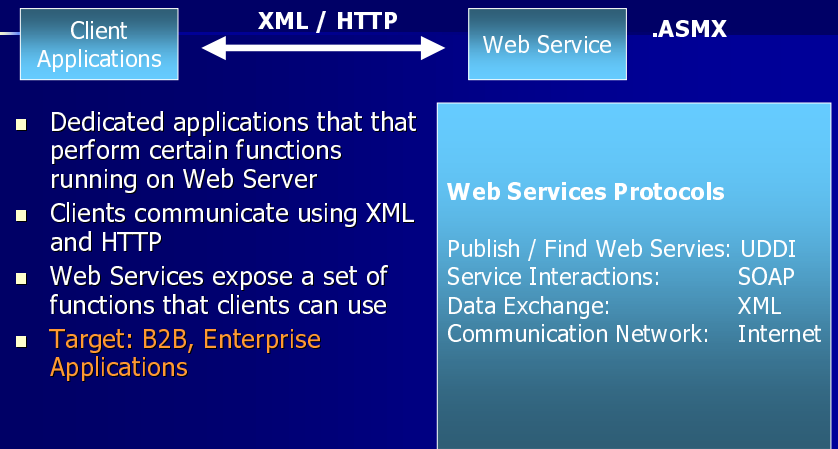 Client
Applications
XML / HTTP
Web Service
.ASMX
Dedicated applications that that
perform certain functions
running on Web Server
Clients communicate using XML
and HTTP
Web Services expose a set of
functions that clients can use
Target: B2B, Enterprise
Applications
Web Services Protocols
Publish / Find Web Servies: UDDI
Service Interactions: SOAP
Data Exchange: XML
Communication Network: Internet